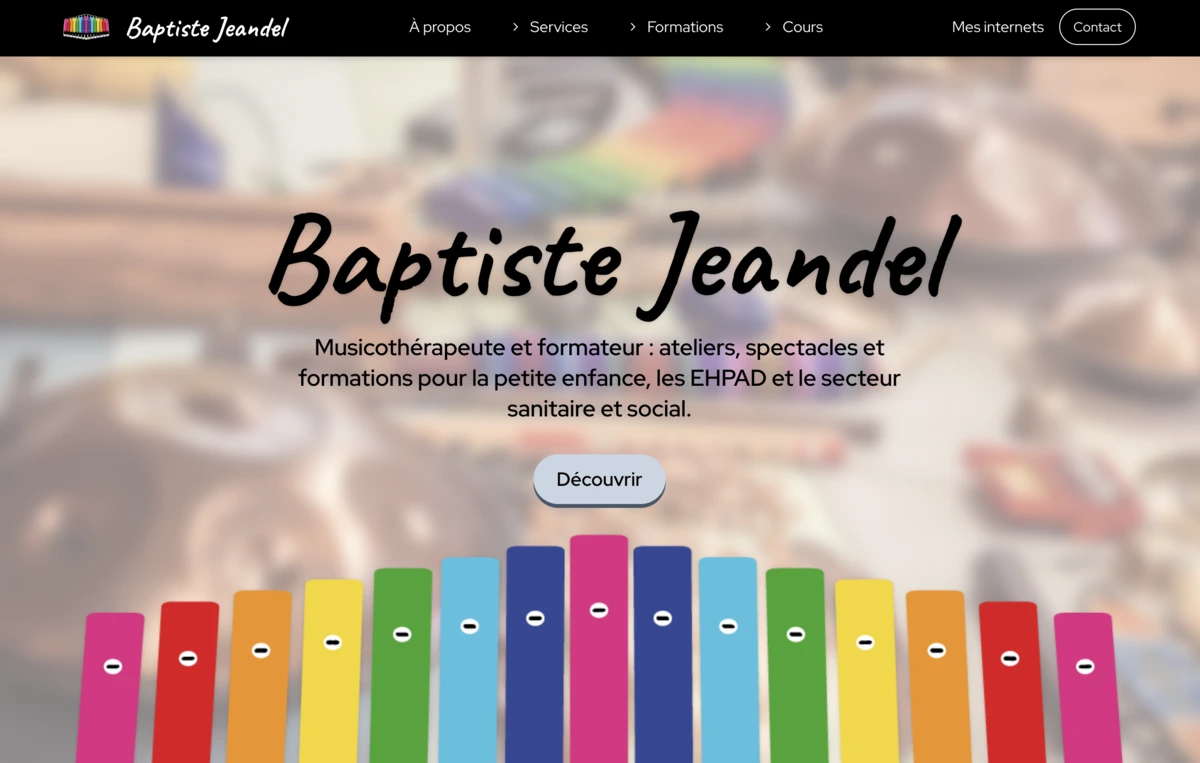 Baptiste Jeandel
À propos
Services
Formations
Cours
Mes internets
Contact
Baptiste Jeandel
Musicothérapeute et formateur : ateliers, spectacles et
formations pour la petite enfance, les EHPAD et le secteur
sanitaire et social.
Découvrir